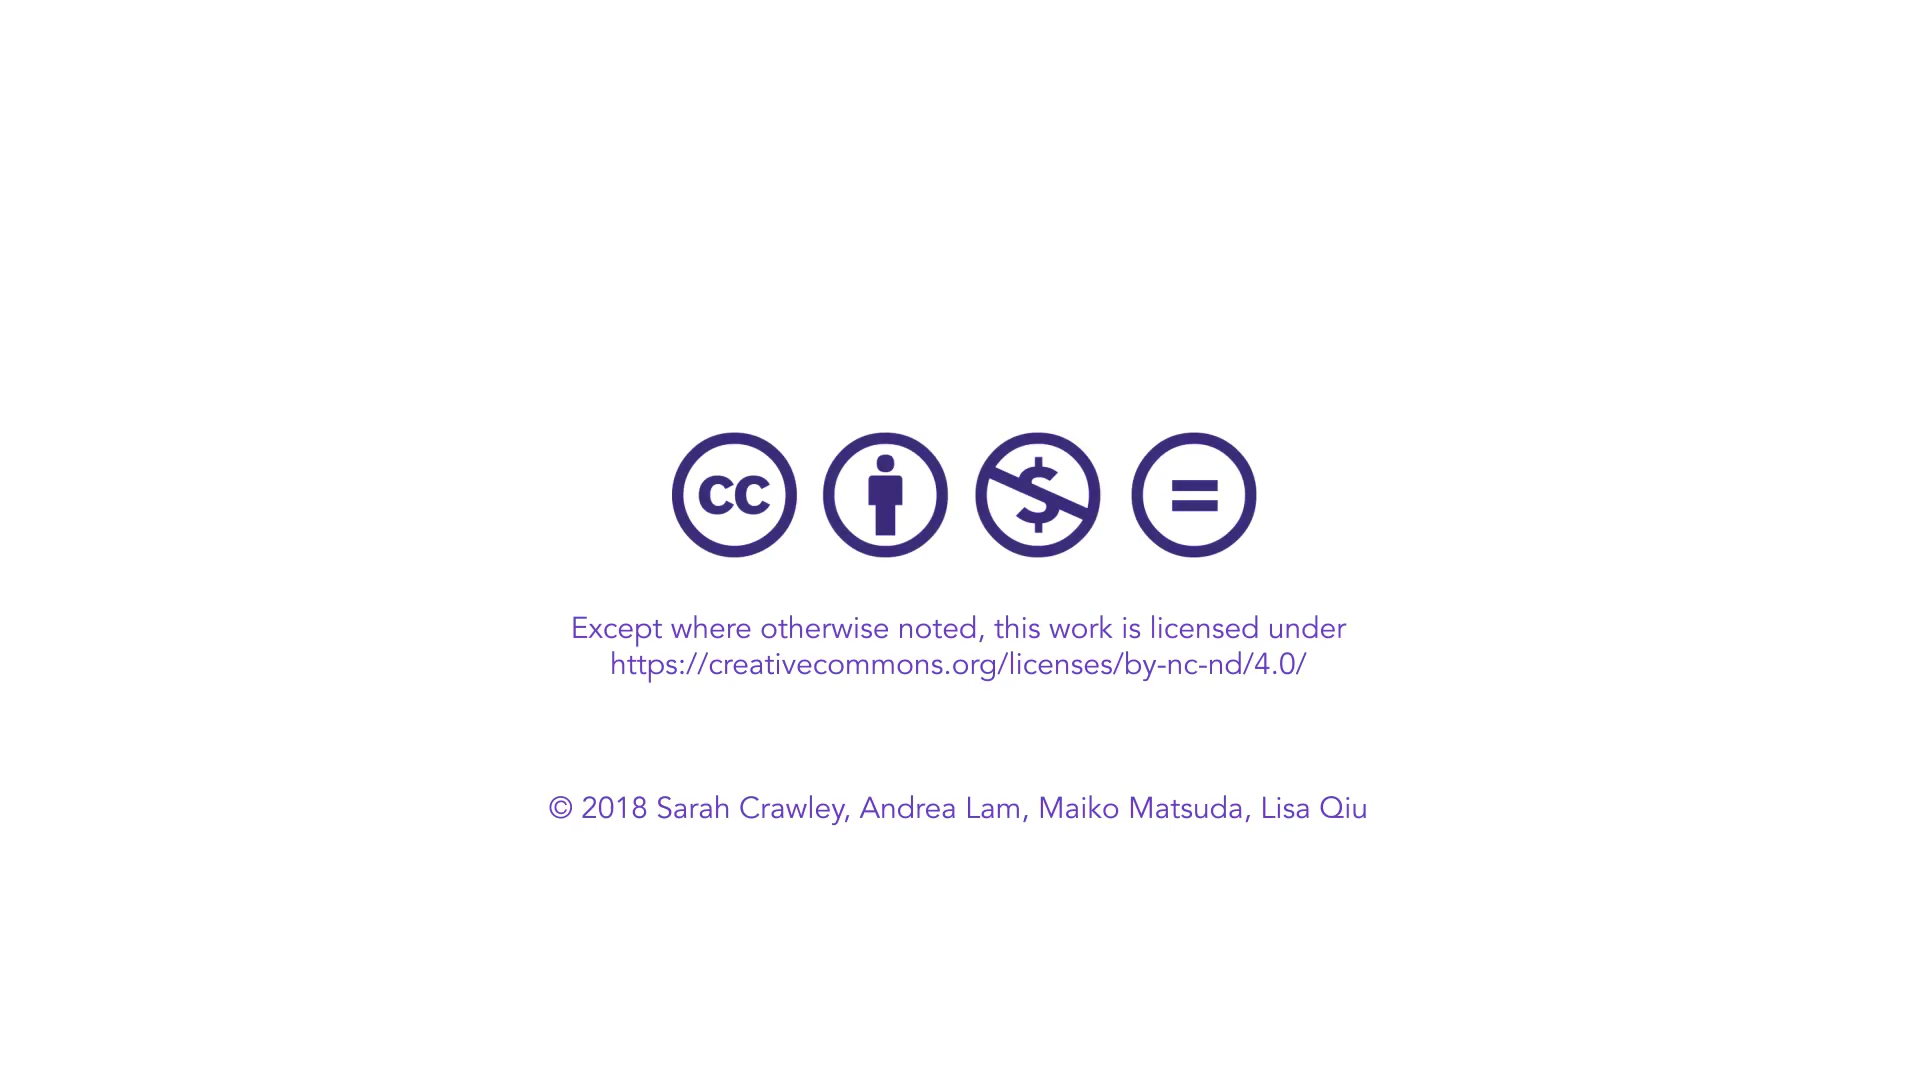 cc
Except where otherwise noted, this work is licensed under
https://creativecommons.org/licenses/by-nc-nd/4.0/
© 2018 Sarah Crawley, Andrea Lam, Maiko Matsuda, Lisa Qiu